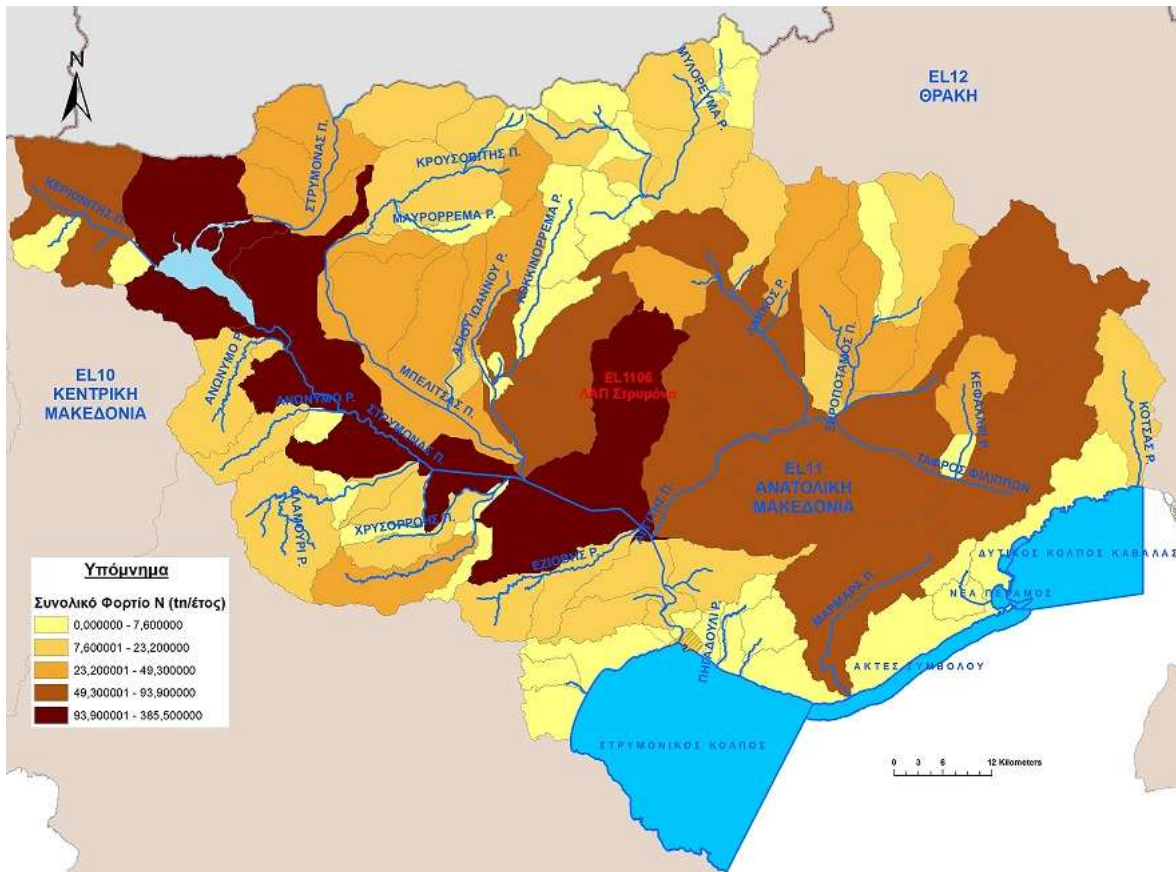 N
EL12
ΘΡΑΚΗ
ΜΥΛΟΡΕΥΜΑ Ρ.
ΣΤΡΥΜΟΝΑΣ Π.
ΚΡΟΥΣΟΒΙΤΗΣ Π.
ΚΕΡΚΙΝΙΤΗΣ Π.
ΜΑΥΡΟΡΡΕΜΑ Ρ.
ΚΟΚΚΙΝΟΡΡΕΜΑ Ρ.
ΑΓΙΟΥ ΙΩΑΝΝΟΥ Ρ.
ΑΝΩΝΥΜΟ Ρ.
EL10
ΚΕΝΤΡΙΚΗ
ΜΑΚΕΔΟΝΙΑ
ΜΠΕΛΙΤΣΑΣ Π.
EL1106
ΛΑΠ Στρυμόνα
ΞΗΡΟΠΟΤΑΜΟΣ Π.
ΚΕΦΑΛΑΡΙ Ρ.
ΚΟΤΣΑΣ Ρ.
ΑΝΩΝΥΜΟ Ρ.
ΣΤΡΥΜΟΝΑΣ Π.
ΤΑΦΡΟΣ ΦΙΛΙΠΠΩΝ
EL11
ΑΝΑΤΟΛΙΚΗ
ΜΑΚΕΔΟΝΙΑ
ΧΡΥΣΟΡΡΟΗΣ Π.
ΕΖΙΟΒΗΣ Ρ.
ΔΥΤΙΚΟΣ ΚΟΛΠΟΣ ΚΑΒΑΛΑΣ
ΝΕΑ ΠΕΡΑΜΟΣ
ΜΑΡΜΑΡΑ Π.
ΠΗΓΑΔΟΥΛΙ Ρ.
ΑΚΤΕΣ ΣΥΜΒΟΛΟΥ
ΣΤΡΥΜΟΝΙΚΟΣ ΚΟΛΠΟΣ
Υπόμνημα
Συνολικό Φορτίο Ν (tn/έτος)
0,000000 - 7,600000
7,600001 - 23,200000
23,200001 - 49,300000
49,300001 - 93,900000
93,900001 - 385,500000
0 3 6 12 Kilometers